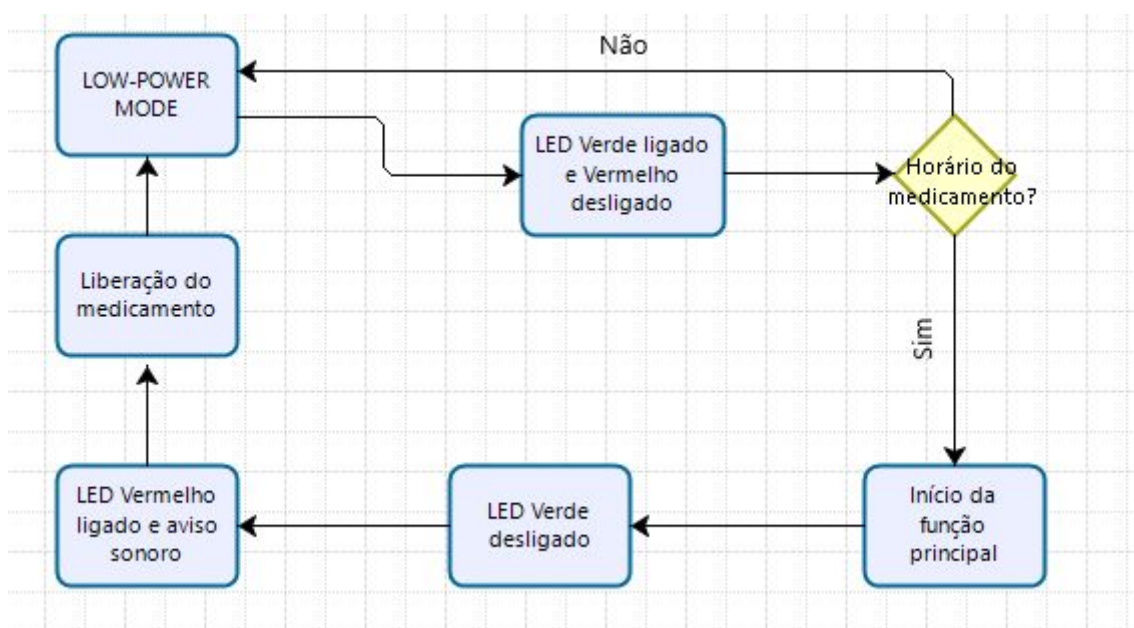 Não
LOW-POWER
MODE
LED Verde ligado
e Vermelho
desligado
Horário do
medicamento?
Liberação do
medicamento
Sim
LED Vermelho
ligado e aviso
sonoro
LED Verde
desligado
Início da
função
principal